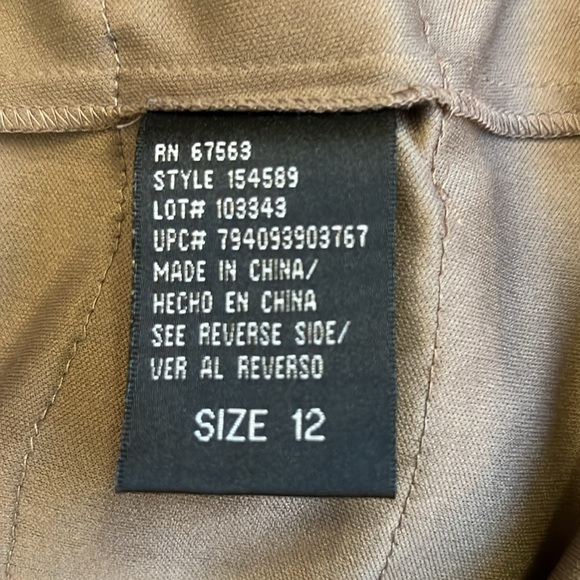 RN 67563
STYLE 154589
LOT# 103343
UPC# 794093903767
MADE IN CHINA/
HECHO EN CHINA
SEE REVERSE SIDE/
VER AL REVERSO
SIZE 12